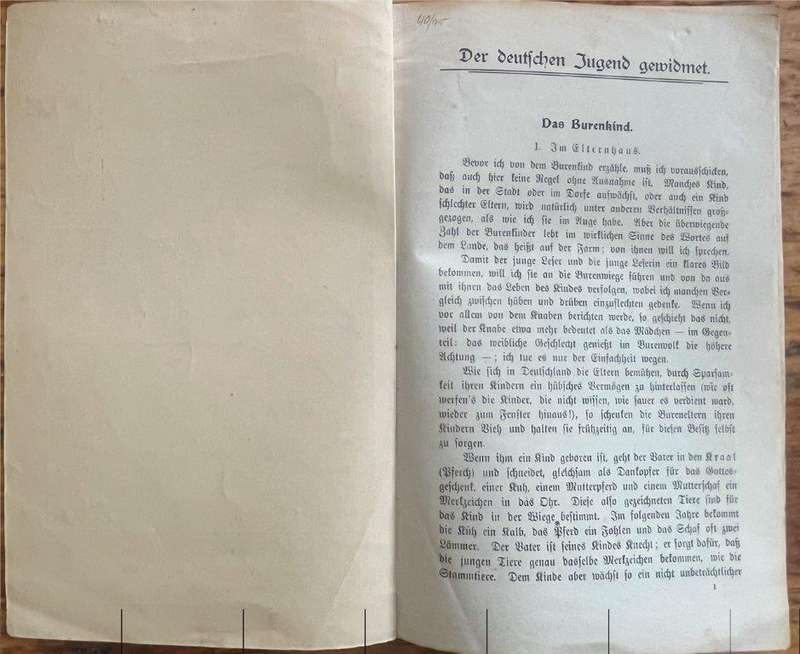 Der deutschen Jugend gewidmet.
Das Burenkind.
1. Im Elternhaus.
Bevor ich von dem Burenkind erzähle, muß ich vorausschicken,
daß auch hier keine Regel ohne Ausnahme ist. Manches Kind,
das in der Stadt oder im Dorfe aufwächst, oder auch ein Kind
schlechter Eltern, wird natürlich unter anderen Verhältnissen groß-
gezogen, als wie ich sie im Auge habe. Aber die überwiegende
Zahl der Burenkinder lebt im wirklichen Sinne des Wortes auf
dem Lande, das heißt auf der Farm; von ihnen will ich sprechen.
Damit der junge Leser und die junge Leserin ein klares Bild
bekommen, will ich sie an die Burenwiege führen und von da aus
mit ihnen das Leben des Kindes verfolgen, wobei ich manchen Ver-
gleich zwischen hüben und drüben einzuflechten gedenke. Wenn ich
vor allem von dem Knaben berichten werde, so geschieht das nicht,
weil der Knabe etwa mehr bedeutet als das Mädchen — im Gegen-
teil: das weibliche Geschlecht genießt im Burenvolk die höhere
Achtung —; ich tue es nur der Einfachheit wegen.
Wie sich in Deutschland die Eltern bemühen, durch Sparsam-
keit ihren Kindern ein hübsches Vermögen zu hinterlassen (wie oft
werfen's die Kinder, die nicht wissen, wie sauer es verdient ward,
wieder zum Fenster hinaus!), so schenken die Bureneltern ihren
Kindern Vieh und halten sie frühzeitig an, für diesen Besitz selbst
zu sorgen.
Wenn ihm ein Kind geboren ist, geht der Vater in den Kraal
(Pferch) und schneidet, gleichsam als Dankopfer für das Gottes-
geschenk, einer Kuh, einem Mutterpferd und einem Mutterschaf ein
Merkzeichen in das Ohr. Diese also gezeichneten Tiere sind für
das Kind in der Wiege bestimmt. Im folgenden Jahre bekommt
die Kuh ein Kalb, das Pferd ein Fohlen und das Schaf oft zwei
Lämmer. Der Vater ist seines Kindes Knecht; er sorgt dafür, daß
die jungen Tiere genau dasselbe Merkzeichen bekommen, wie die
Stammtiere. Dem Kinde aber wächst so ein nicht unbeträchtlicher
1